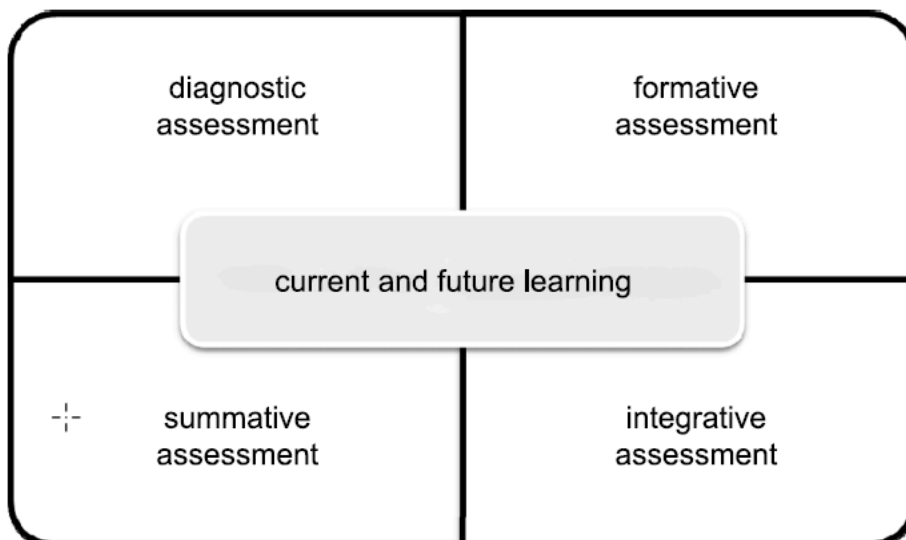 diagnostic
assessment
formative
assessment
current and future learning
summative
assessment
integrative
assessment